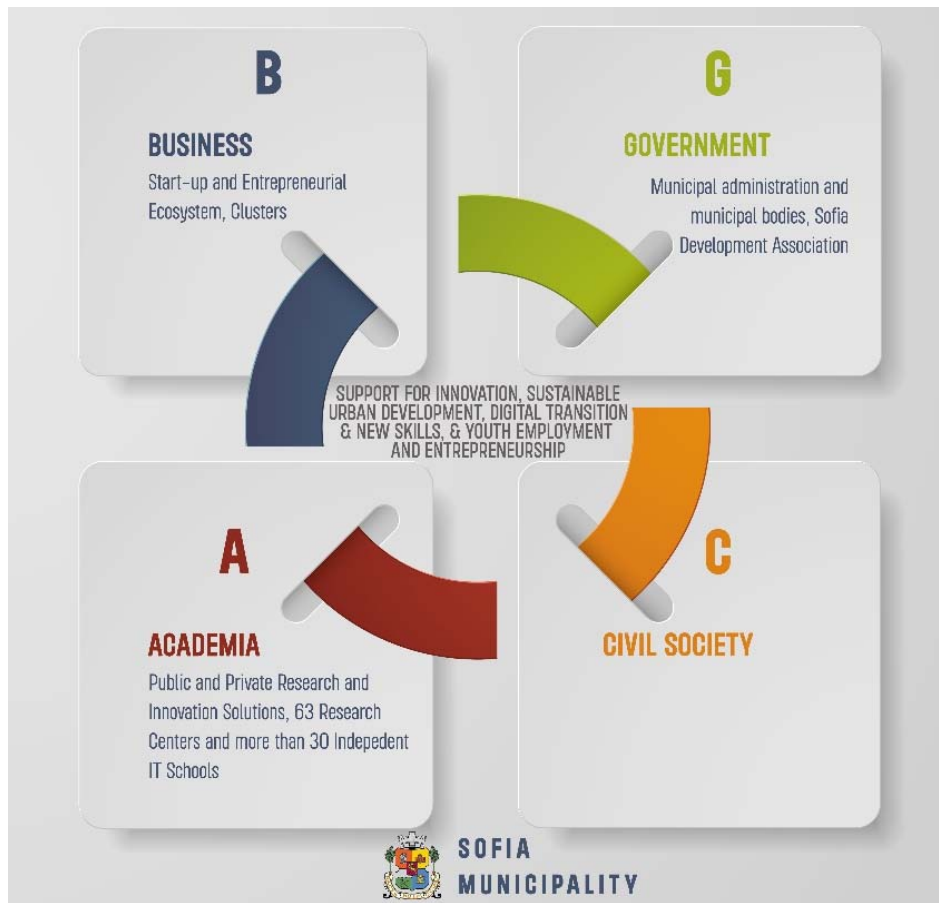 B
BUSINESS
Start-up and Entrepreneurial
Ecosystem, Clusters
G
GOVERNMENT
Municipal administration and
municipal bodies, Sofia
Development Association
SUPPORT FOR INNOVATION, SUSTAINABLE
URBAN DEVELOPMENT, DIGITAL TRANSITION
& NEW SKILLS, & YOUTH EMPLOYMENT
AND ENTREPRENEURSHIP
A
ACADEMIA
Public and Private Research and
Innovation Solutions, 63 Research
Centers and more than 30 Indepedent
IT Schools
C
CIVIL SOCIETY
SOFIA
MUNICIPALITY